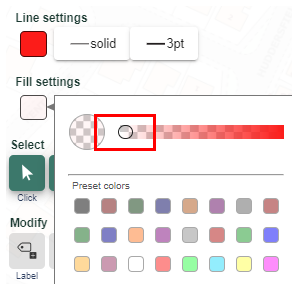 Line settings
solid
3pt
Fill settings
Select
Click
Preset colors
Modify
Label